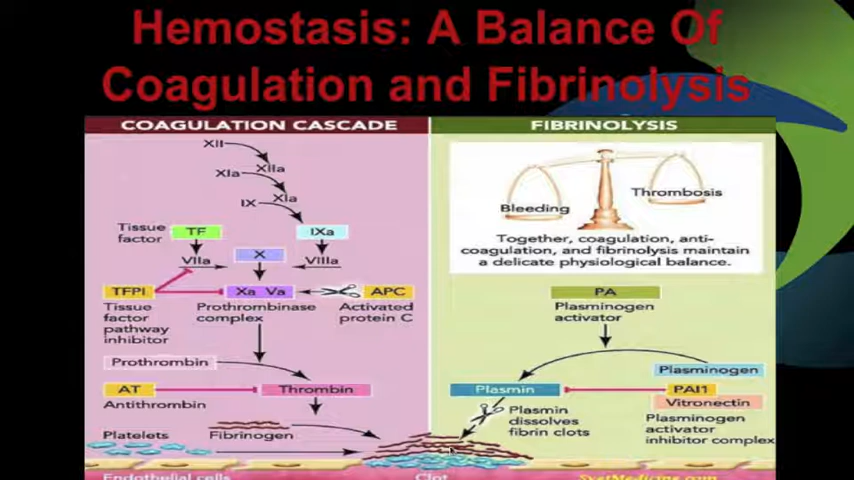 Hemostasis: A Balance Of
Coagulation and Fibrinolysis
COAGULATION CASCADE
XII
XIIa
XIa
XIa
IX
Tissue
factor
TF
IXa
VIIa
X
VIIIa
TFPI
Xa Va
APC
Tissue
factor
pathway
inhibitor
Prothrombinase
complex
Activated
protein C
Prothrombin
AT
Thrombin
Antithrombin
Platelets
Fibrinogen
Endothelial cells
Clot
FIBRINOLYSIS
Bleeding
Thrombosis
Together, coagulation, anti-
coagulation, and fibrinolysis maintain
a delicate physiological balance.
PA
Plasminogen
activator
Plasminogen
Plasmin
PAI1
Vitronectin
Plasmin
dissolves
fibrin clots
Plasminogen
activator
inhibitor complex